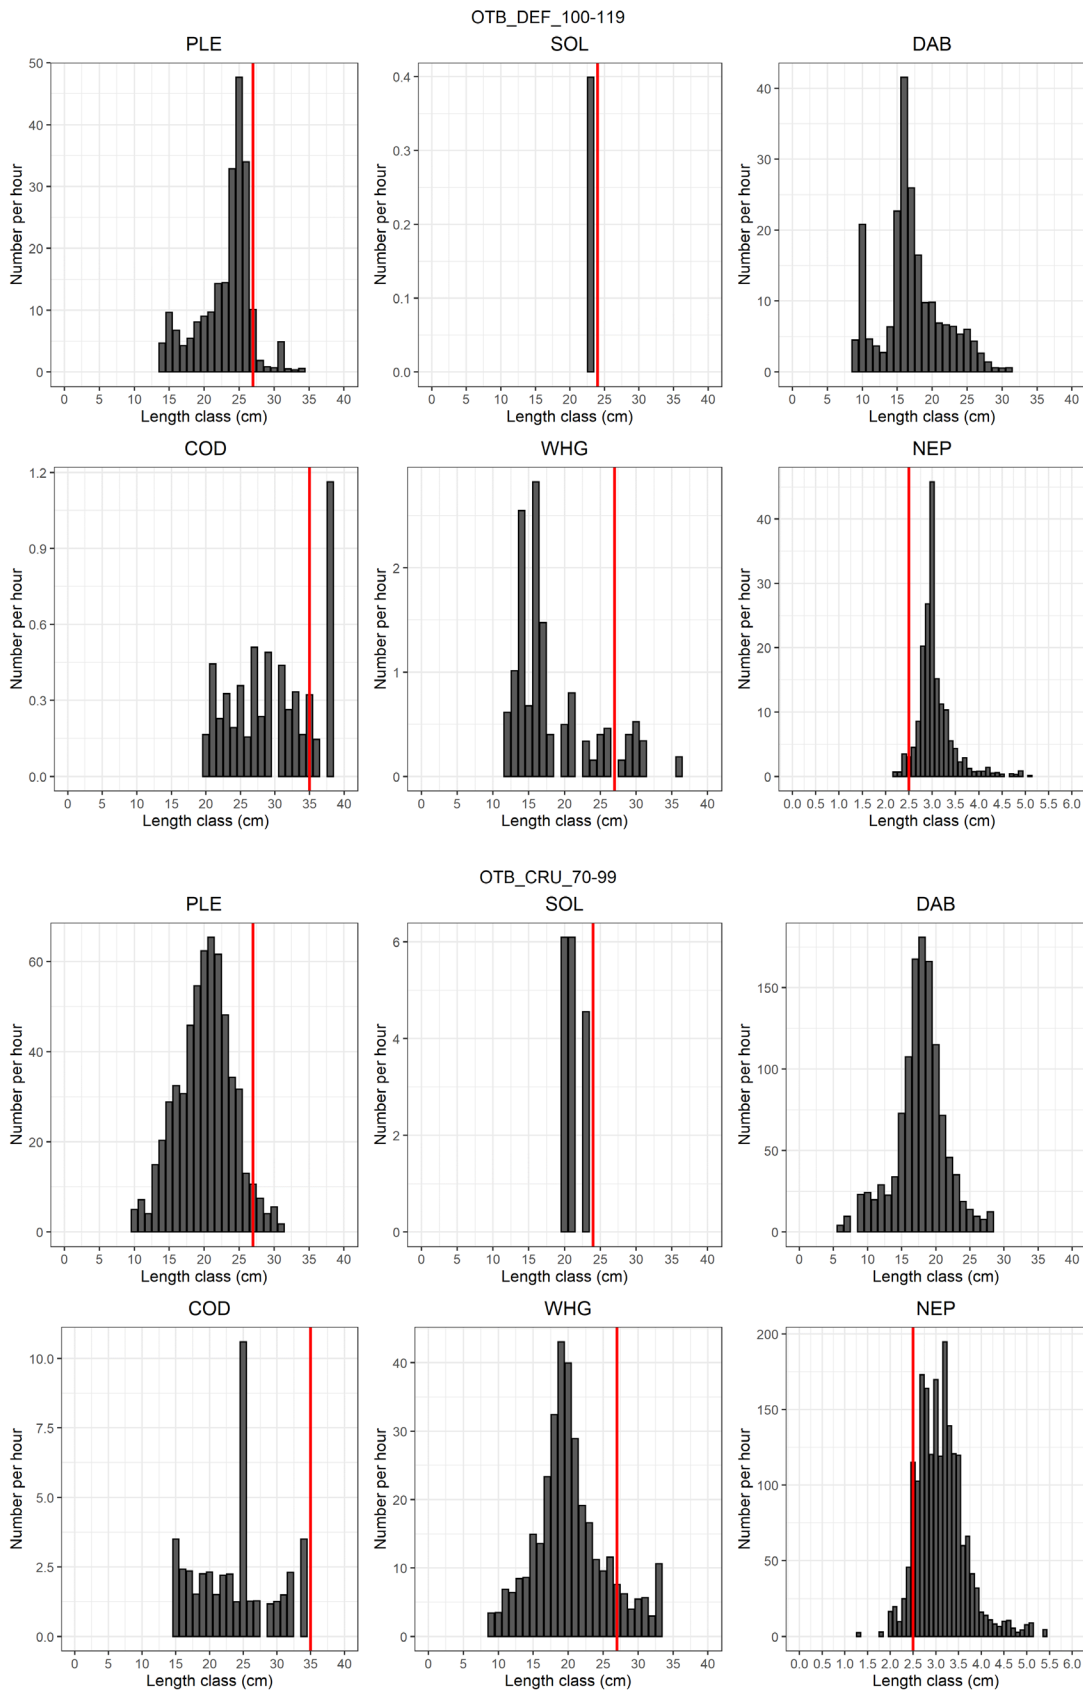 OTB_DEF_100-119
PLE SOL DAB
50 40 30 20 10 0
0.4 0.3 0.2 0.1 0.0
40 30 20 10 0
Number per hour Number per hour Number per hour
0 5 10 15 20 25 30 35 40 0 5 10 15 20 25 30 35 40 0 5 10 15 20 25 30 35 40
Length class (cm) Length class (cm) Length class (cm)
COD WHG NEP
1.2 0.9 0.6 0.3 0.0
2 1 0
40 30 20 10 0
Number per hour Number per hour Number per hour
0 5 10 15 20 25 30 35 40 0 5 10 15 20 25 30 35 40 0.0 0.5 1.0 1.5 2.0 2.5 3.0 3.5 4.0 4.5 5.0 5.5 6.0
Length class (cm) Length class (cm) Length class (cm)
OTB_CRU_70-99
PLE SOL DAB
60 40 20 0
6 4 2 0
150 100 50 0
Number per hour Number per hour Number per hour
0 5 10 15 20 25 30 35 40 0 5 10 15 20 25 30 35 40 0 5 10 15 20 25 30 35 40
Length class (cm) Length class (cm) Length class (cm)
COD WHG NEP
10.0 7.5 5.0 2.5 0.0
40 30 20 10 0
200 150 100 50 0
Number per hour Number per hour Number per hour
0 5 10 15 20 25 30 35 40 0 5 10 15 20 25 30 35 40 0.0 0.5 1.0 1.5 2.0 2.5 3.0 3.5 4.0 4.5 5.0 5.5 6.0
Length class (cm) Length class (cm) Length class (cm)